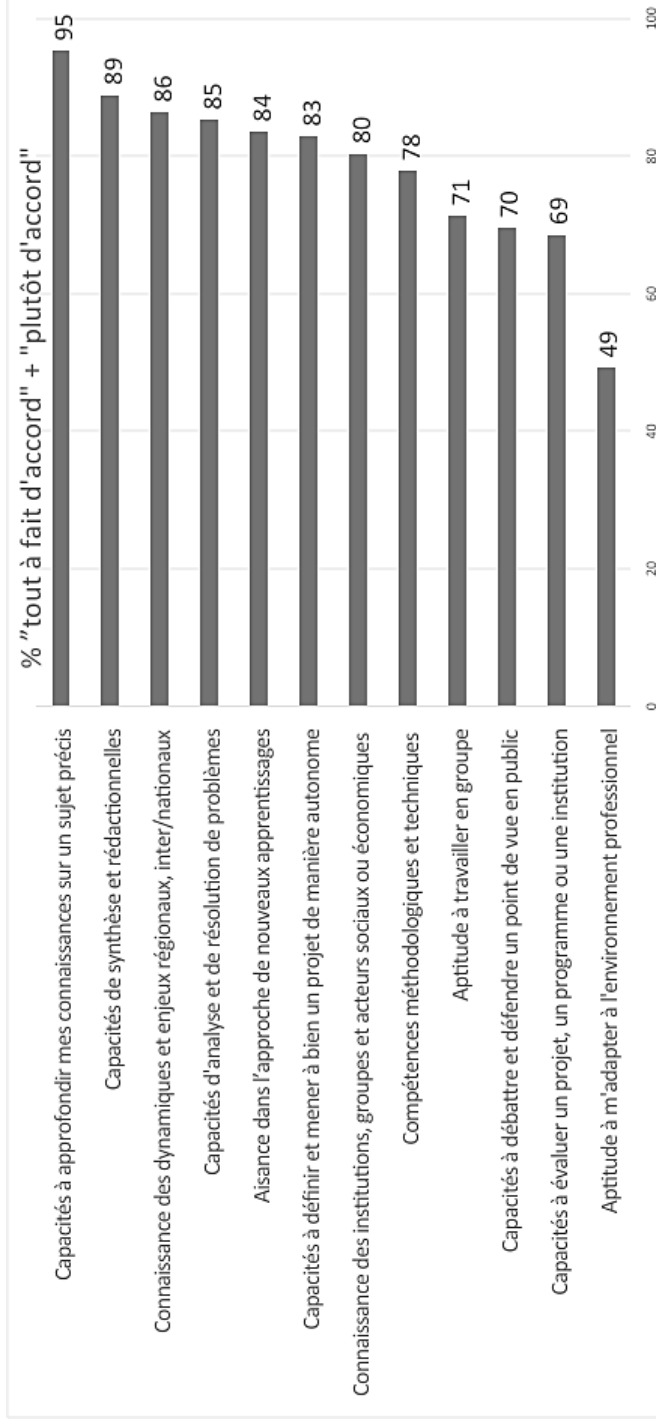 % "tout à fait d'accord" + "plutôt d'accord"
Capacités à approfondir mes connaissances sur un sujet précis 95
Capacités de synthèse et rédactionnelles 89
Connaissance des dynamiques et enjeux régionaux, inter/nationaux 86
Capacités d'analyse et de résolution de problèmes 85
Aisance dans l'approche de nouveaux apprentissages 84
Capacités à définir et mener à bien un projet de manière autonome 83
Connaissance des institutions, groupes et acteurs sociaux ou économiques 80
Compétences méthodologiques et techniques 78
Aptitude à travailler en groupe 71
Capacités à débattre et défendre un point de vue en public 70
Capacités à évaluer un projet, un programme ou une institution 69
Aptitude à m'adapter à l'environnement professionnel 49
0 20 40 60 80 100